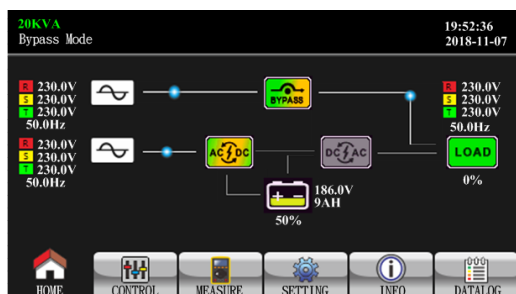 20KVA
Bypass Mode
19:52:36
2018-11-07
R 230.0V
S 230.0V
T 230.0V
50.0Hz
BYPASS
R 230.0V
S 230.0V
T 230.0V
50.0Hz
R 230.0V
S 230.0V
T 230.0V
50.0Hz
AC DC
DC AC
LOAD
0%
186.0V
9AH
50%
HOME
CONTROL
MEASURE
SETTING
INFO
DATALOG